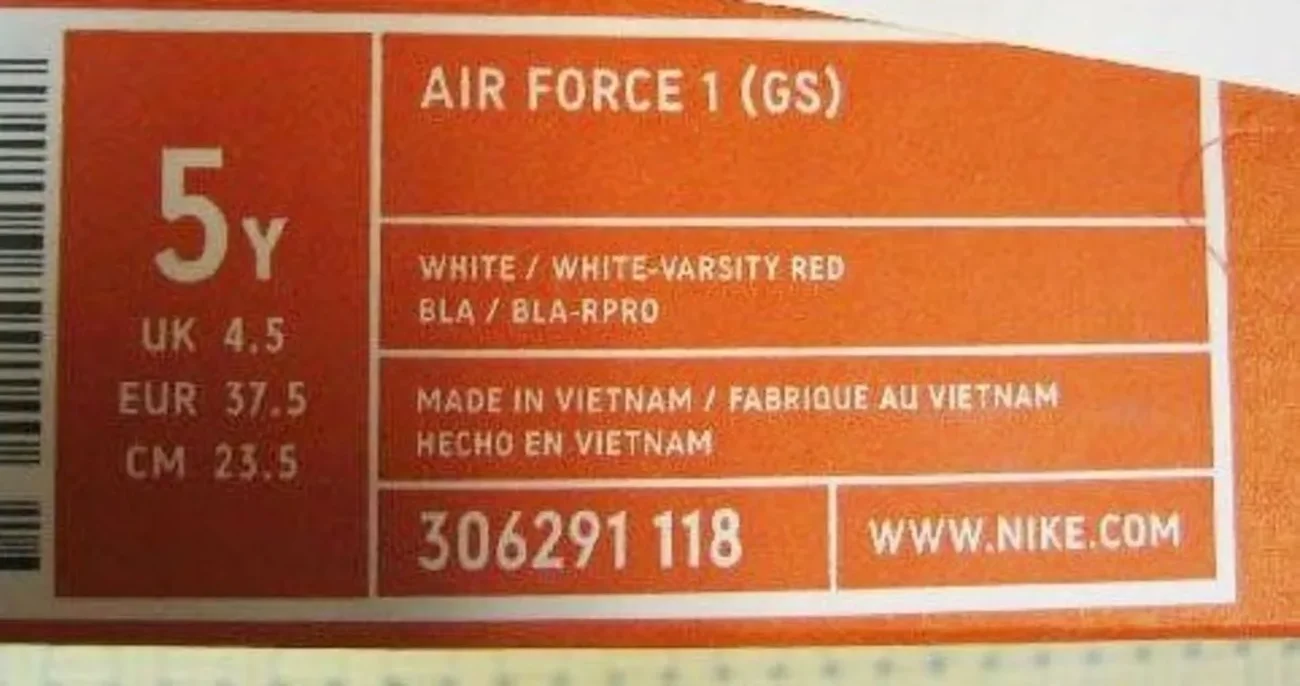 5Y
UK 4.5
EUR 37.5
CM 23.5
AIR FORCE 1 (GS)
WHITE / WHITE-VARSITY RED
BLA / BLA-RPRO
MADE IN VIETNAM / FABRIQUE AU VIETNAM
HECHO EN VIETNAM
306291 118
WWW.NIKE.COM